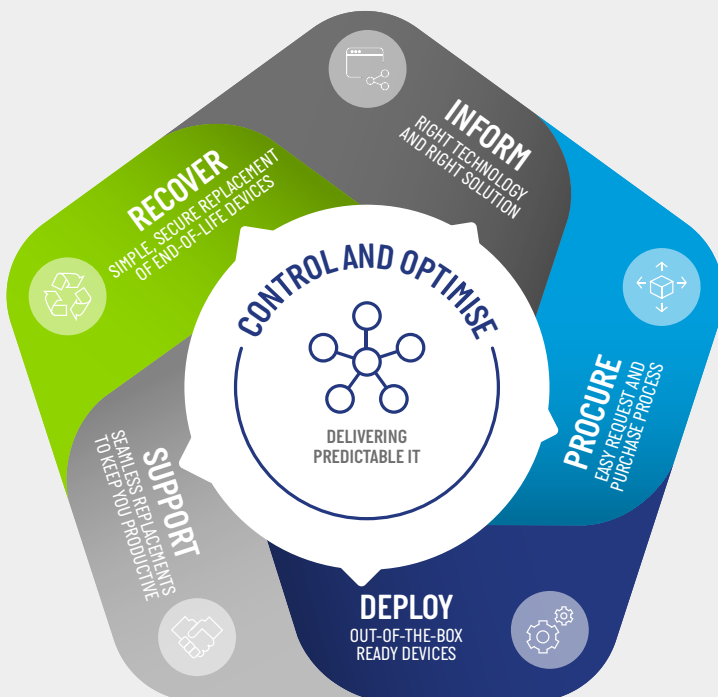 INFORM
RIGHT TECHNOLOGY
AND RIGHT SOLUTION
PROCURE
EASY REQUEST AND
PURCHASE PROCESS
DEPLOY
OUT-OF-THE-BOX
READY DEVICES
SUPPORT
SEAMLESS REPLACEMENTS
TO KEEP YOU PRODUCTIVE
RECOVER
SIMPLE, SECURE REPLACEMENT
OF END-OF-LIFE DEVICES
CONTROL AND OPTIMISE
DELIVERING
PREDICTABLE IT